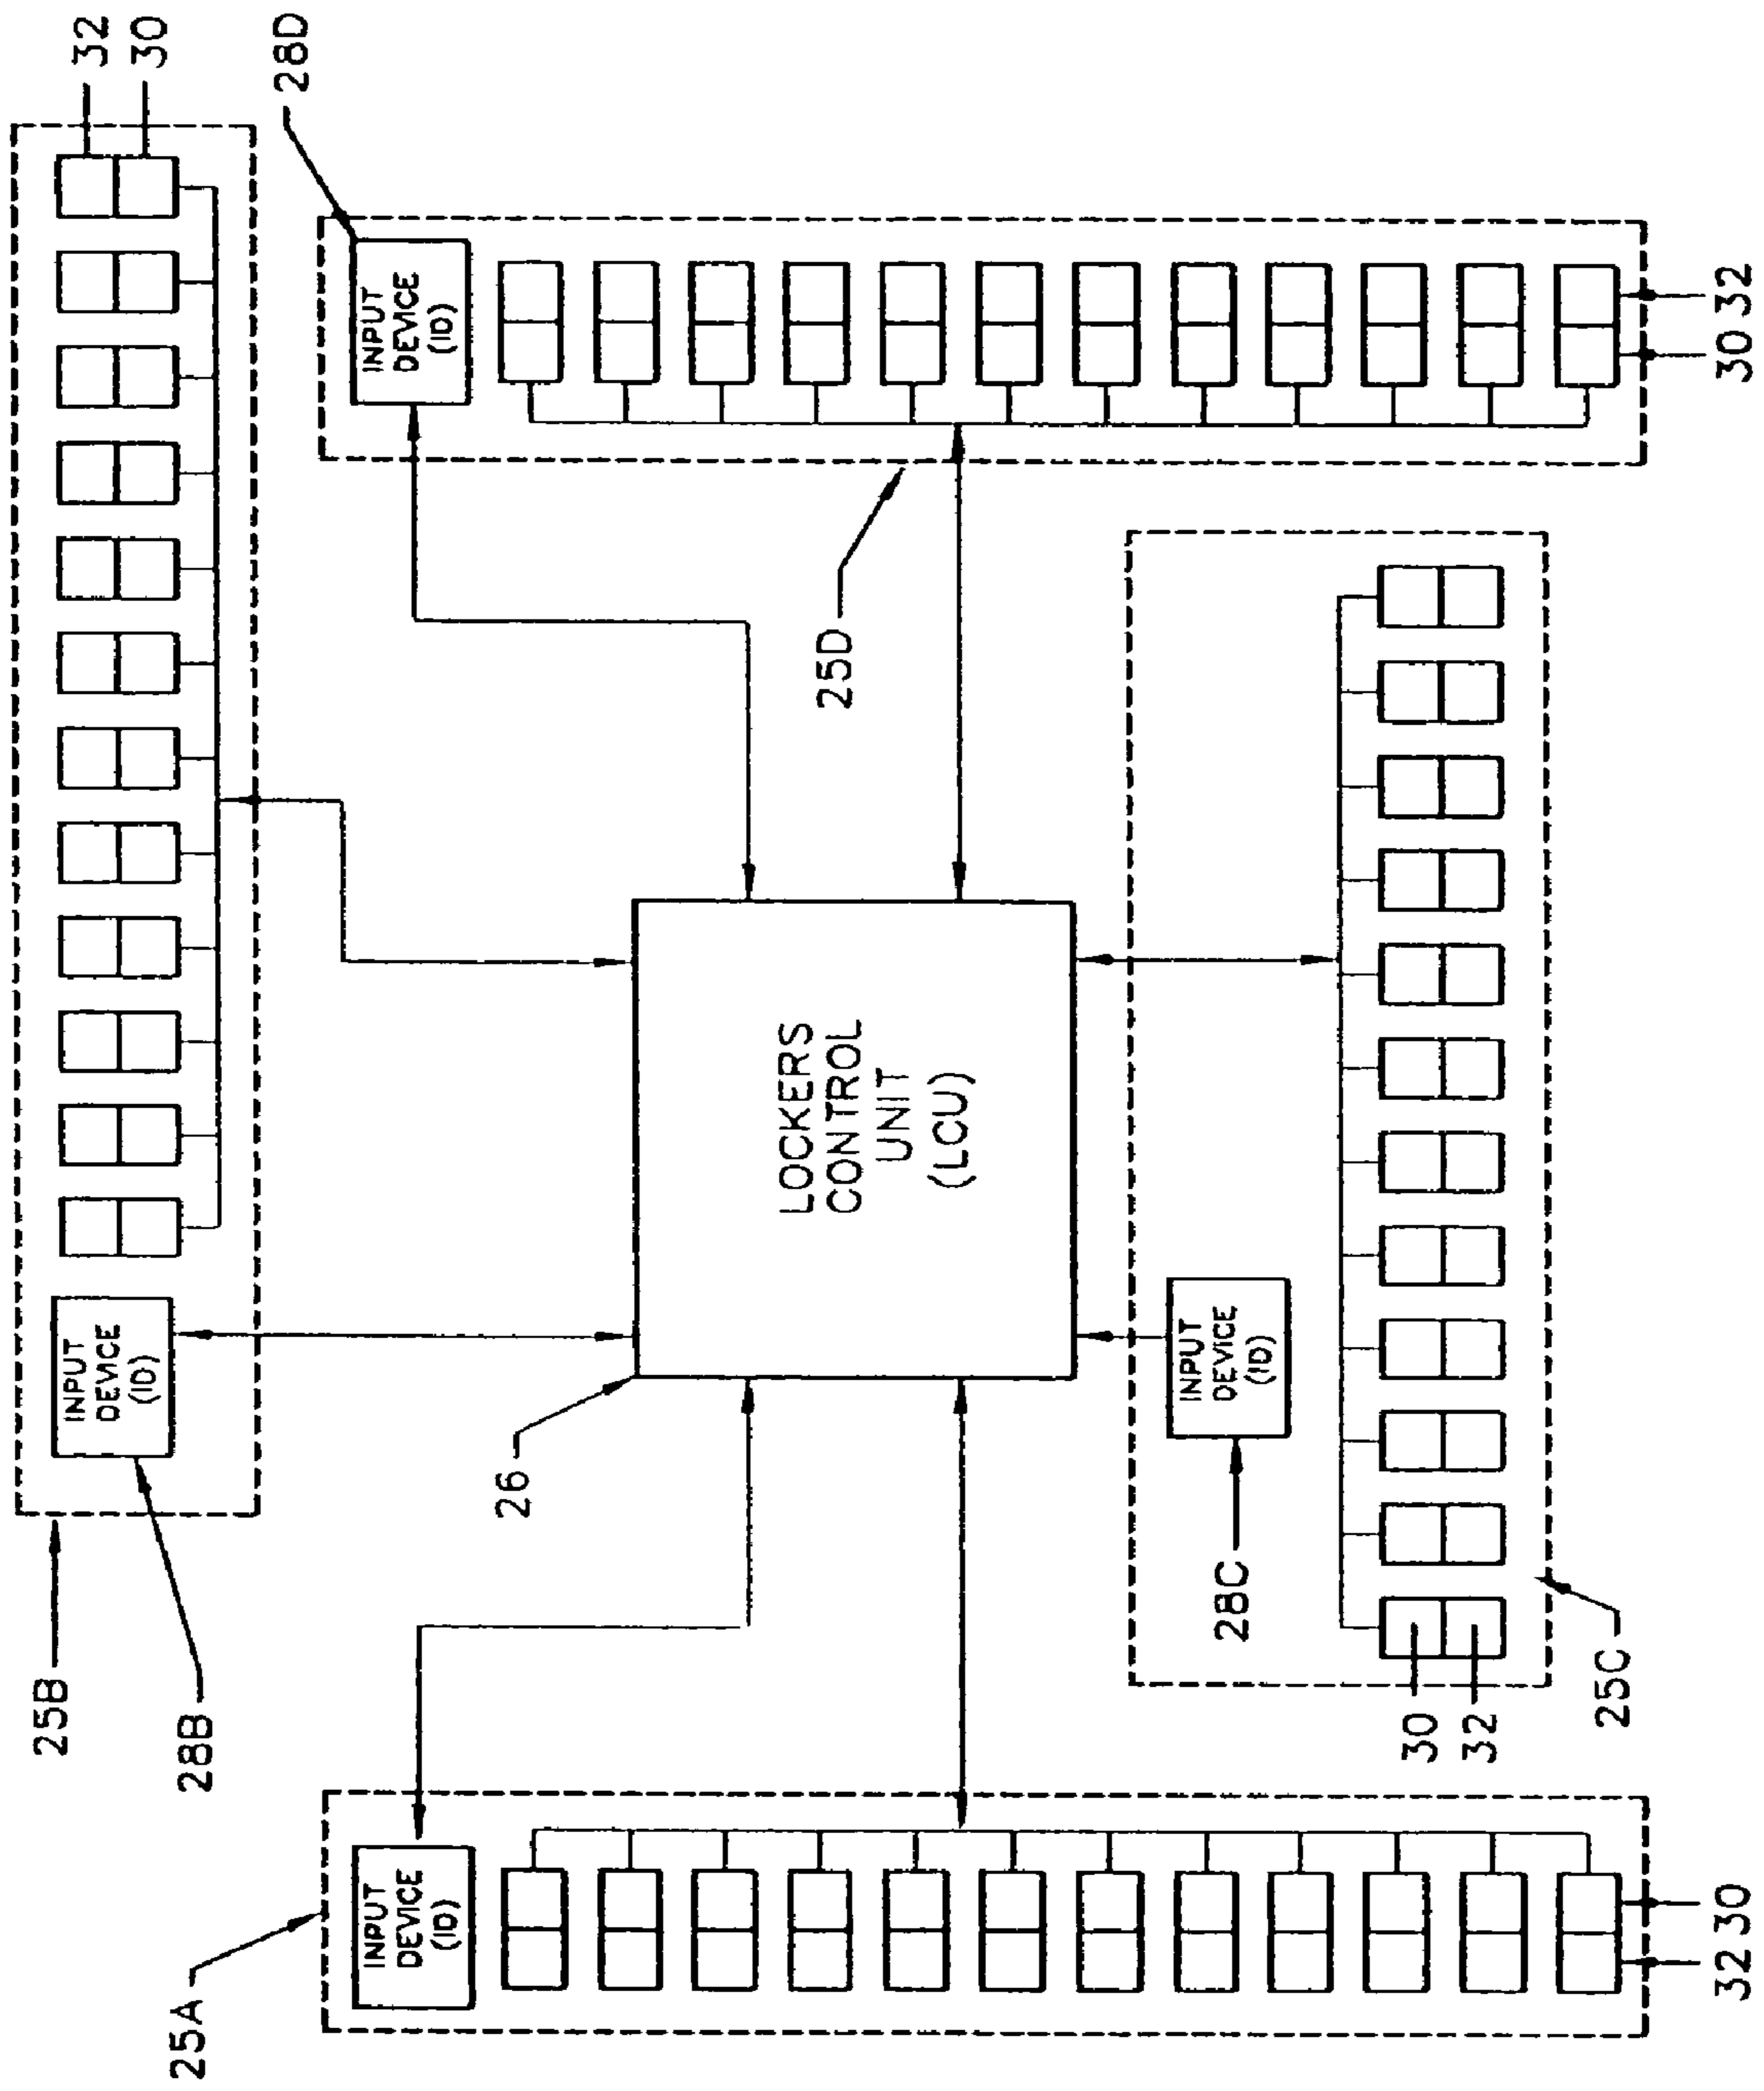 25B
INPUT
DEVICE
(ID)
32
30
25A
28B
28D
INPUT
DEVICE
(ID)
INPUT
DEVICE
(ID)
26
LOCKERS
CONTROL
UNIT
(LCU)
25D
INPUT
DEVICE
(ID)
28C
30
32
25C
32 30
30 32